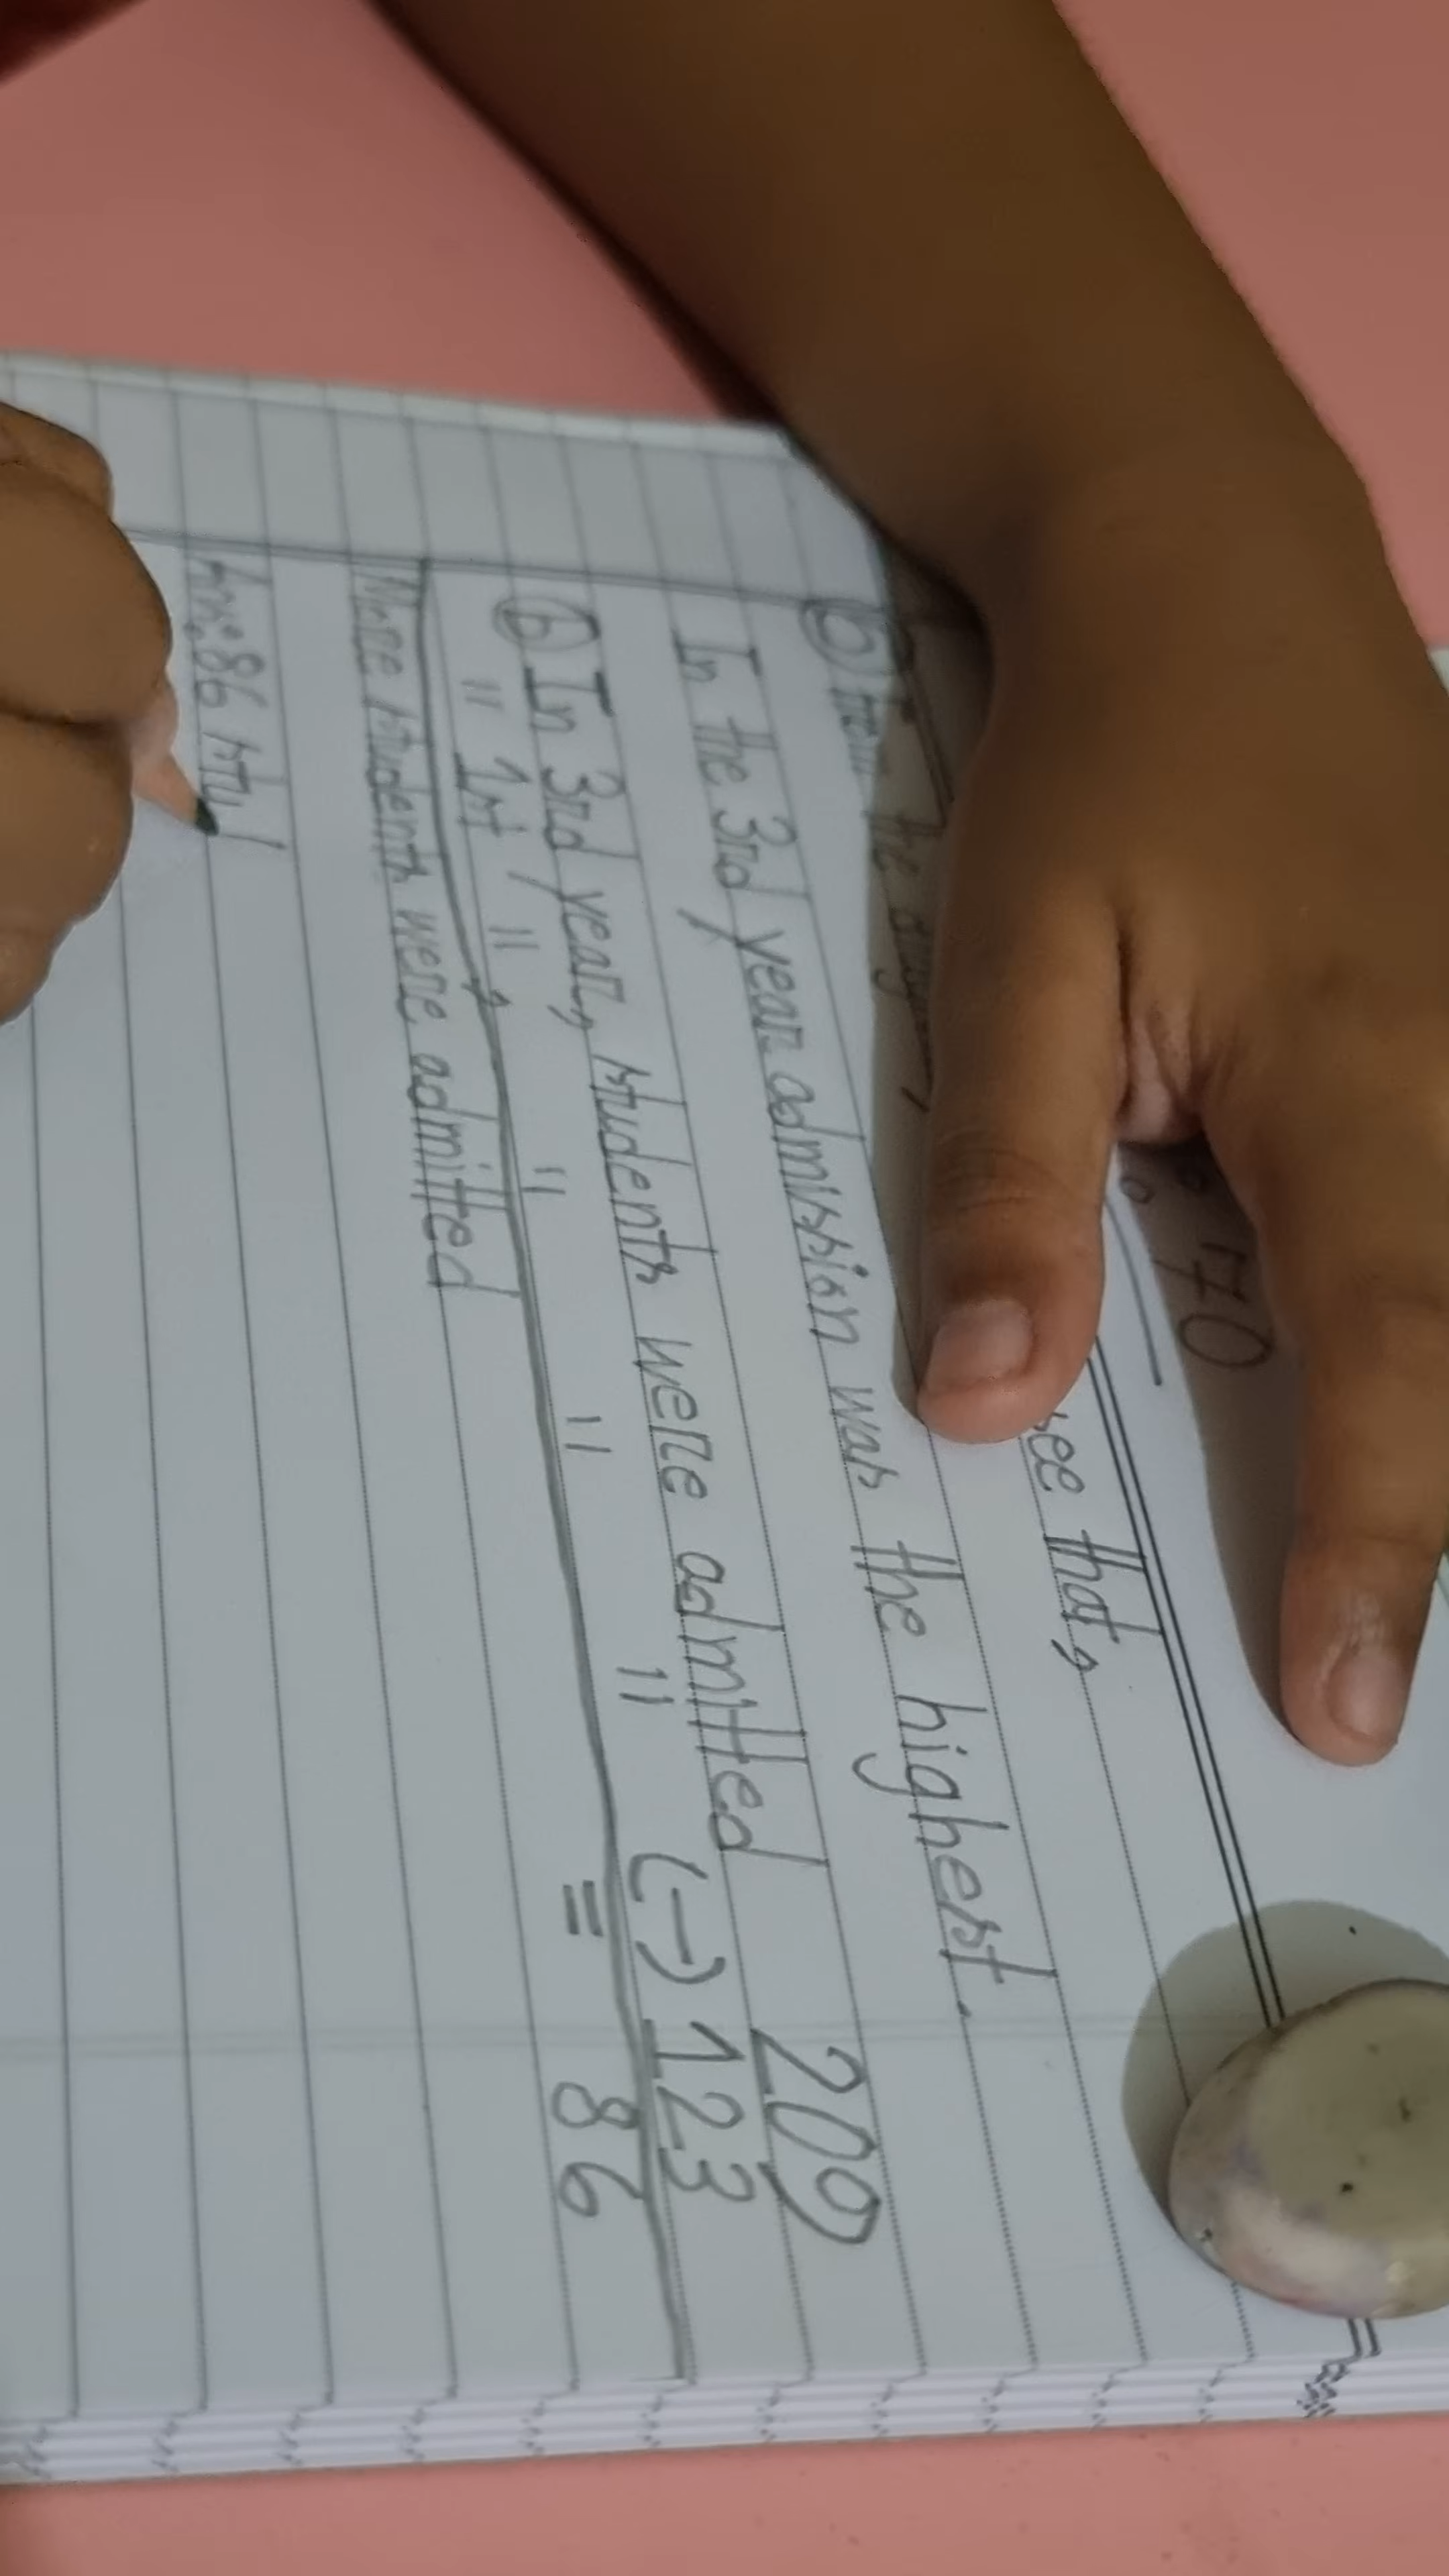 170
see that,
In the 3rd year admission was the highest.
ⓑ In 3rd year, students were admitted 209
" 1st " " " " (-) 123
= 86
More students were admitted
Ans: 86 stu